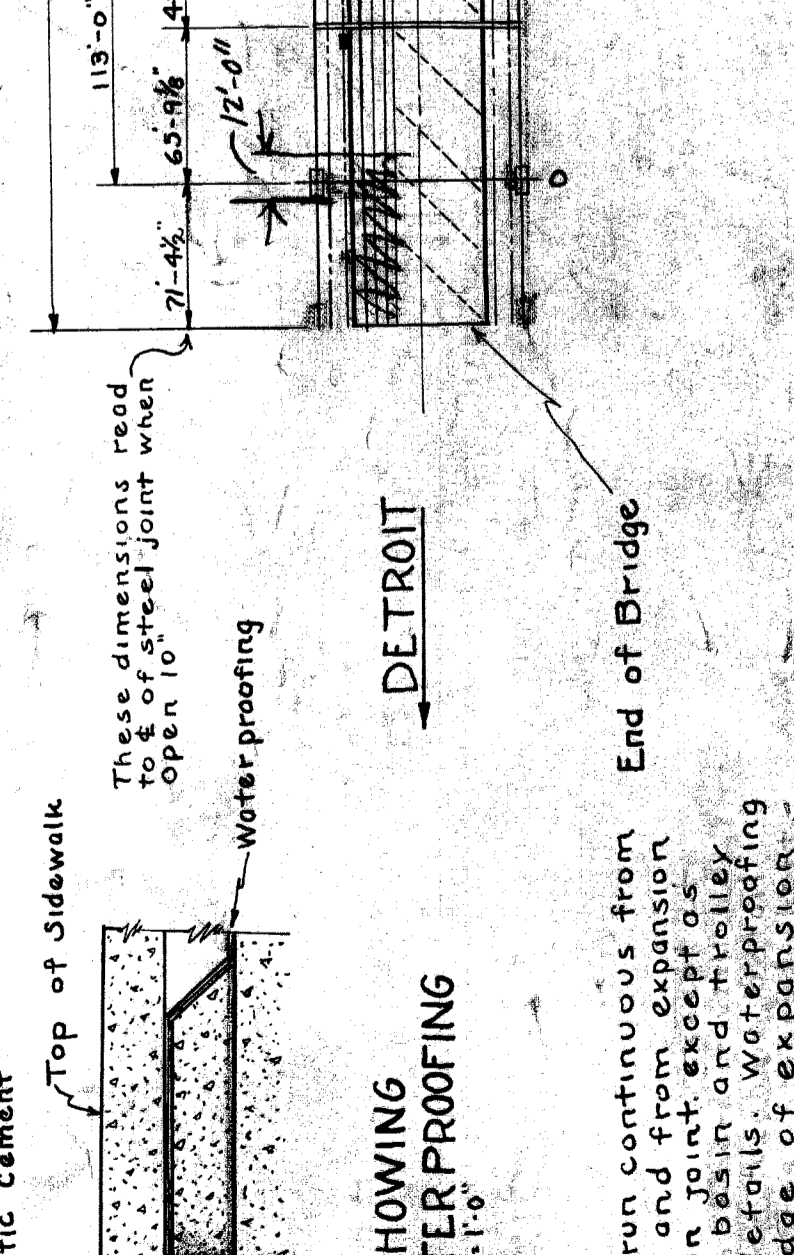 113'-0"
65'-9⅞"
12'-0"
71'-4½"
O
These dimensions read
to ℄ of steel joint when
open 10"
DETROIT
End of Bridge
Waterproofing
Top of Sidewalk
tic cement
HOWING
TERPROOFING
= 1'-0"
run continuous from
and from expansion
n joint except as
basin and trolley
etails. Waterproofing
dge of expansion